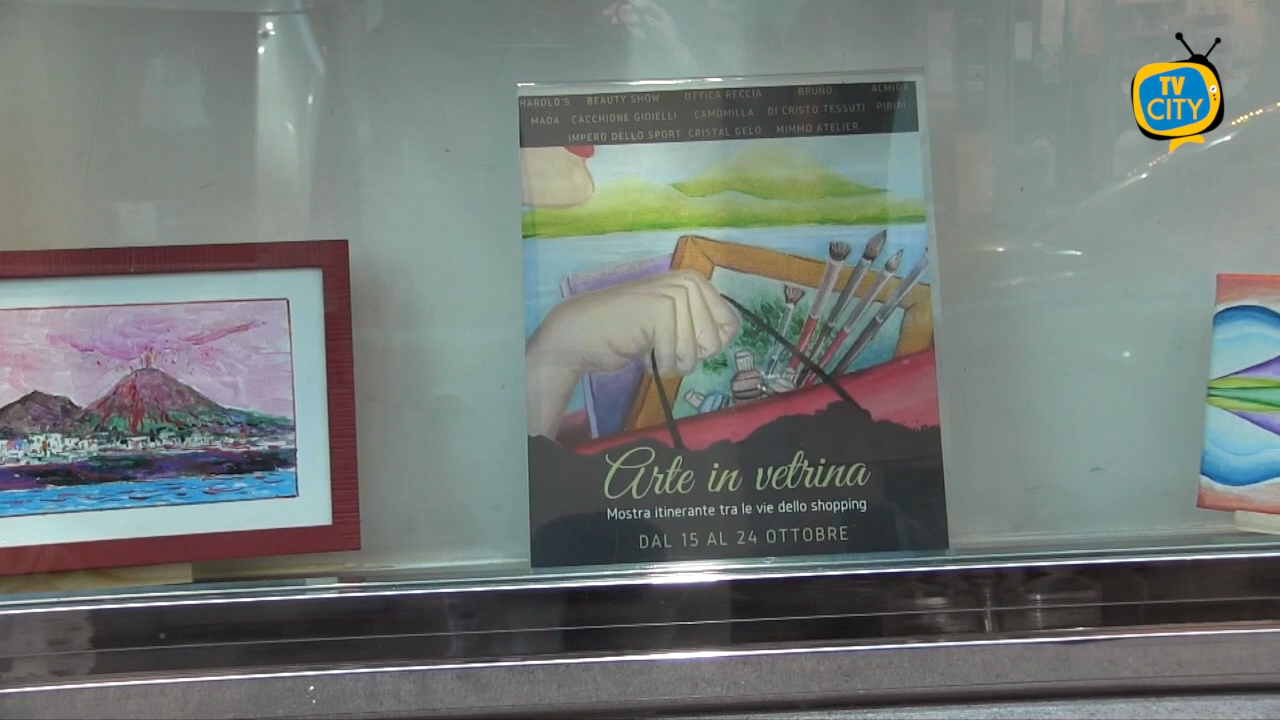 HAROLD'S BEAUTY SHOW OTTICA RECCIA BRUNO ALMIRA
MADA CACCHIONE GIOIELLI CAMOMILLA DI CRISTO TESSUTI PIRIPÌ
IMPERO DELLO SPORT CRISTAL GELO MIMMO ATELIER
Arte in vetrina
Mostra itinerante tra le vie dello shopping
DAL 15 AL 24 OTTOBRE
TV
CITY